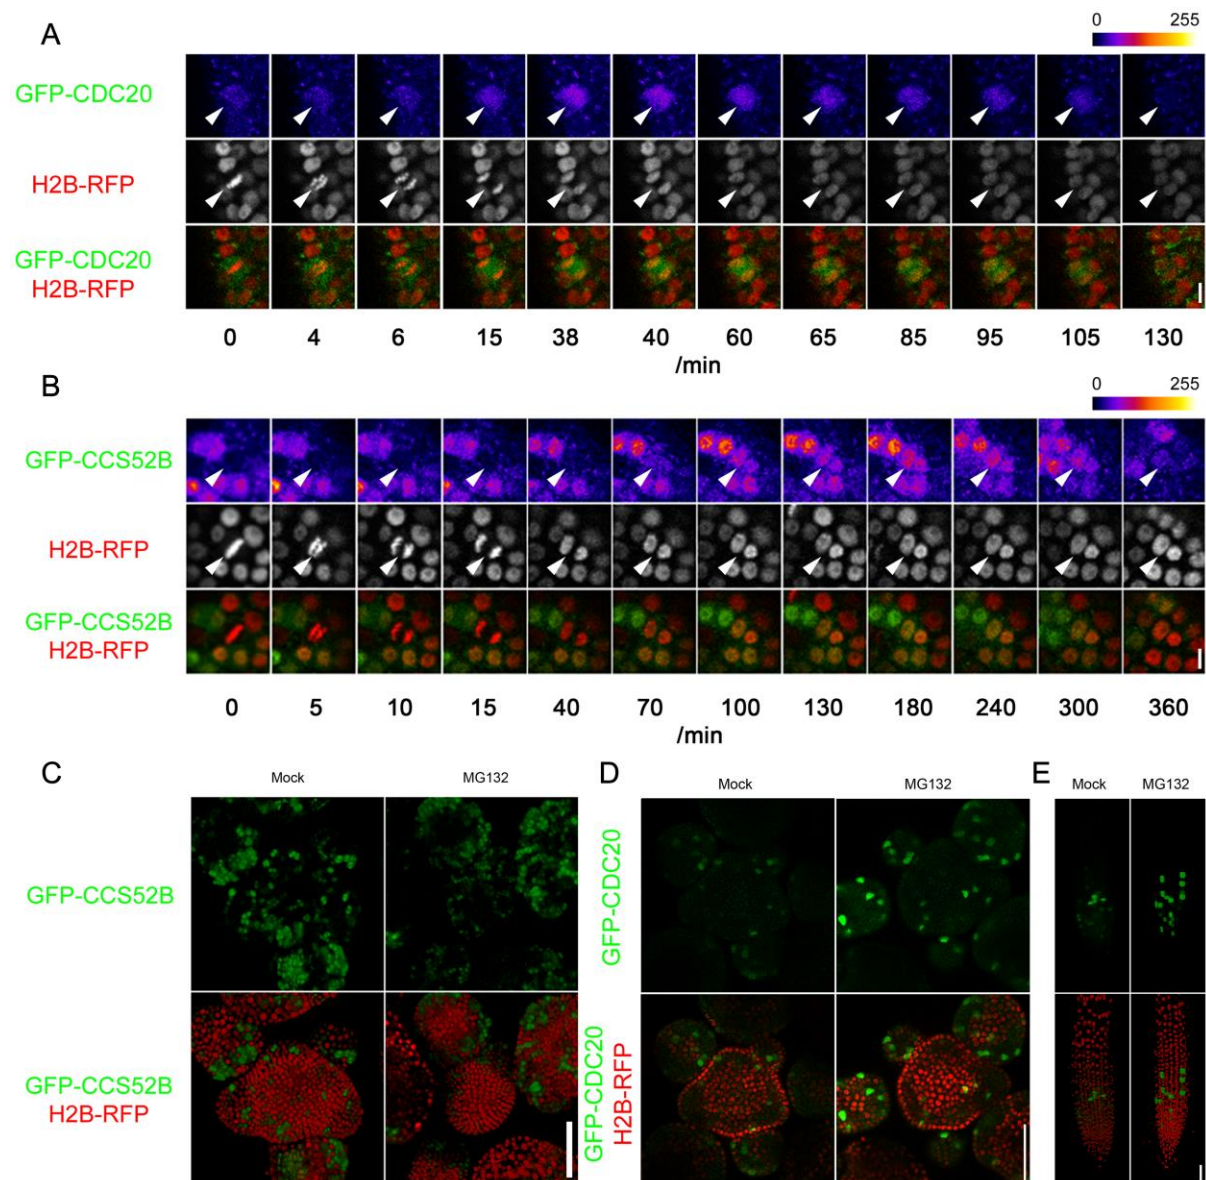 A
0 255
GFP-CDC20
H2B-RFP
GFP-CDC20
H2B-RFP
0 4 6 15 38 40 60 65 85 95 105 130
/min
B
0 255
GFP-CCS52B
H2B-RFP
GFP-CCS52B
H2B-RFP
0 5 10 15 40 70 100 130 180 240 300 360
/min
C
Mock MG132
GFP-CCS52B
GFP-CCS52B
H2B-RFP
D
Mock MG132
GFP-CDC20
GFP-CDC20
H2B-RFP
E
Mock MG132